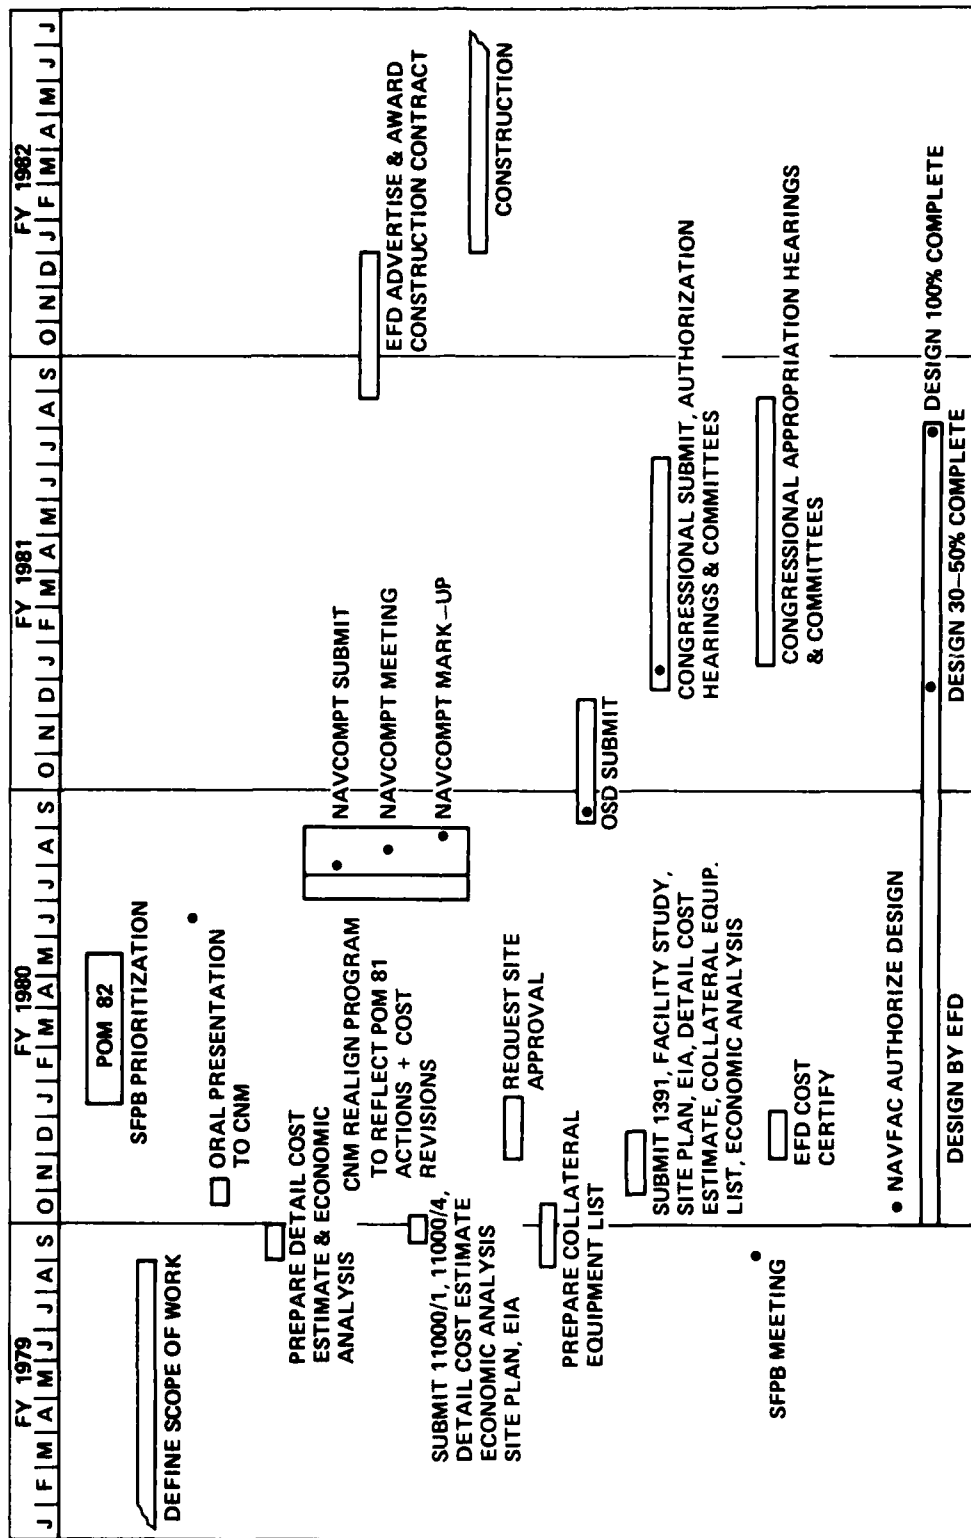 FY 1979 FY 1980 FY 1981 FY 1982
J F M A M J J A S O N D J F M A M J J A S O N D J F M A M J J A S O N D J F M A M J J
POM 82
SFPB PRIORITIZATION
DEFINE SCOPE OF WORK
ORAL PRESENTATION
TO CNM
PREPARE DETAIL COST
ESTIMATE & ECONOMIC
ANALYSIS
CNM REALIGN PROGRAM
TO REFLECT POM 81
ACTIONS + COST
REVISIONS
NAVCOMPT SUBMIT
NAVCOMPT MEETING
NAVCOMPT MARK-UP
EFD ADVERTISE & AWARD
CONSTRUCTION CONTRACT
CONSTRUCTION
SUBMIT 11000/1, 11000/4,
DETAIL COST ESTIMATE
ECONOMIC ANALYSIS
SITE PLAN, EIA
REQUEST SITE
APPROVAL
PREPARE COLLATERAL
EQUIPMENT LIST
OSD SUBMIT
SUBMIT 1391, FACILITY STUDY,
SITE PLAN, EIA, DETAIL COST
ESTIMATE, COLLATERAL EQUIP.
LIST, ECONOMIC ANALYSIS
CONGRESSIONAL SUBMIT, AUTHORIZATION
HEARINGS & COMMITTEES
SFPB MEETING
EFD COST
CERTIFY
CONGRESSIONAL APPROPRIATION HEARINGS
& COMMITTEES
NAVFAC AUTHORIZE DESIGN
DESIGN 100% COMPLETE
DESIGN BY EFD
DESIGN 30–50% COMPLETE